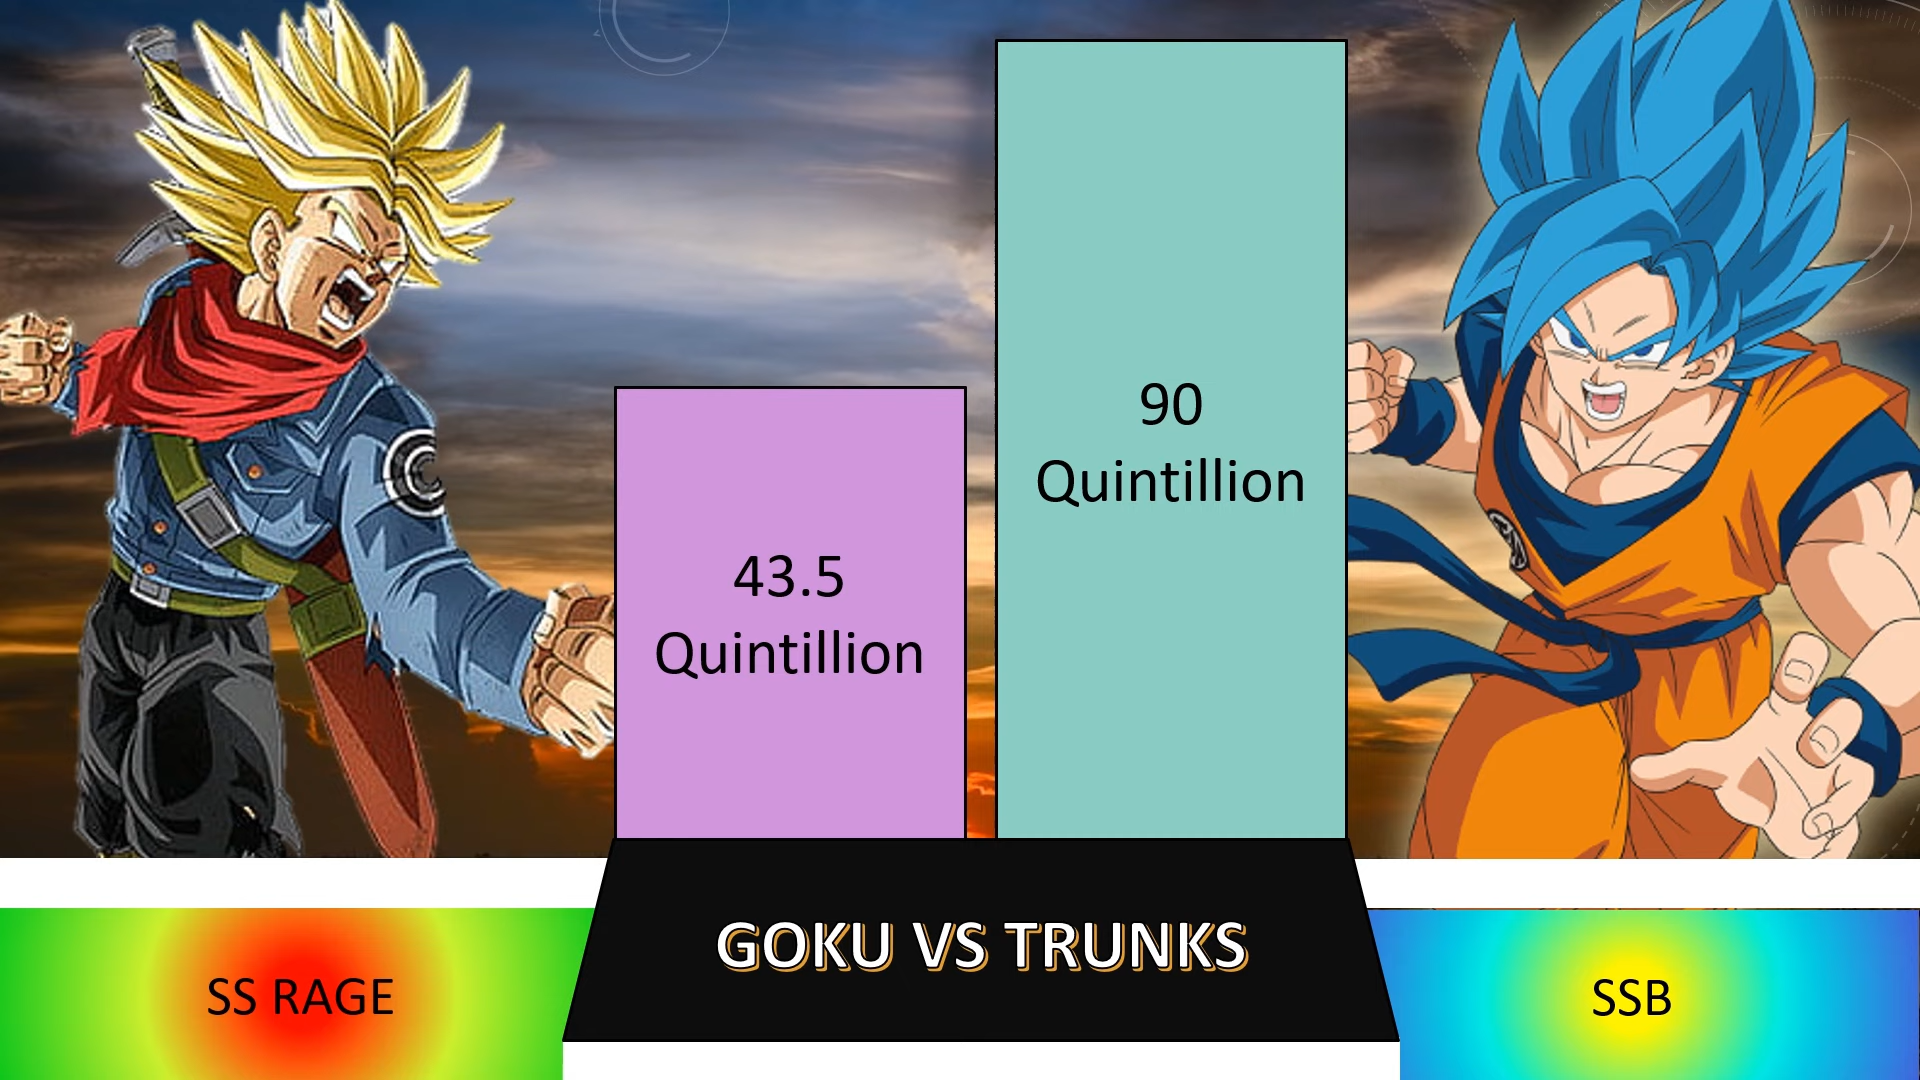 43.5
Quintillion
90
Quintillion
GOKU VS TRUNKS
SS RAGE
SSB